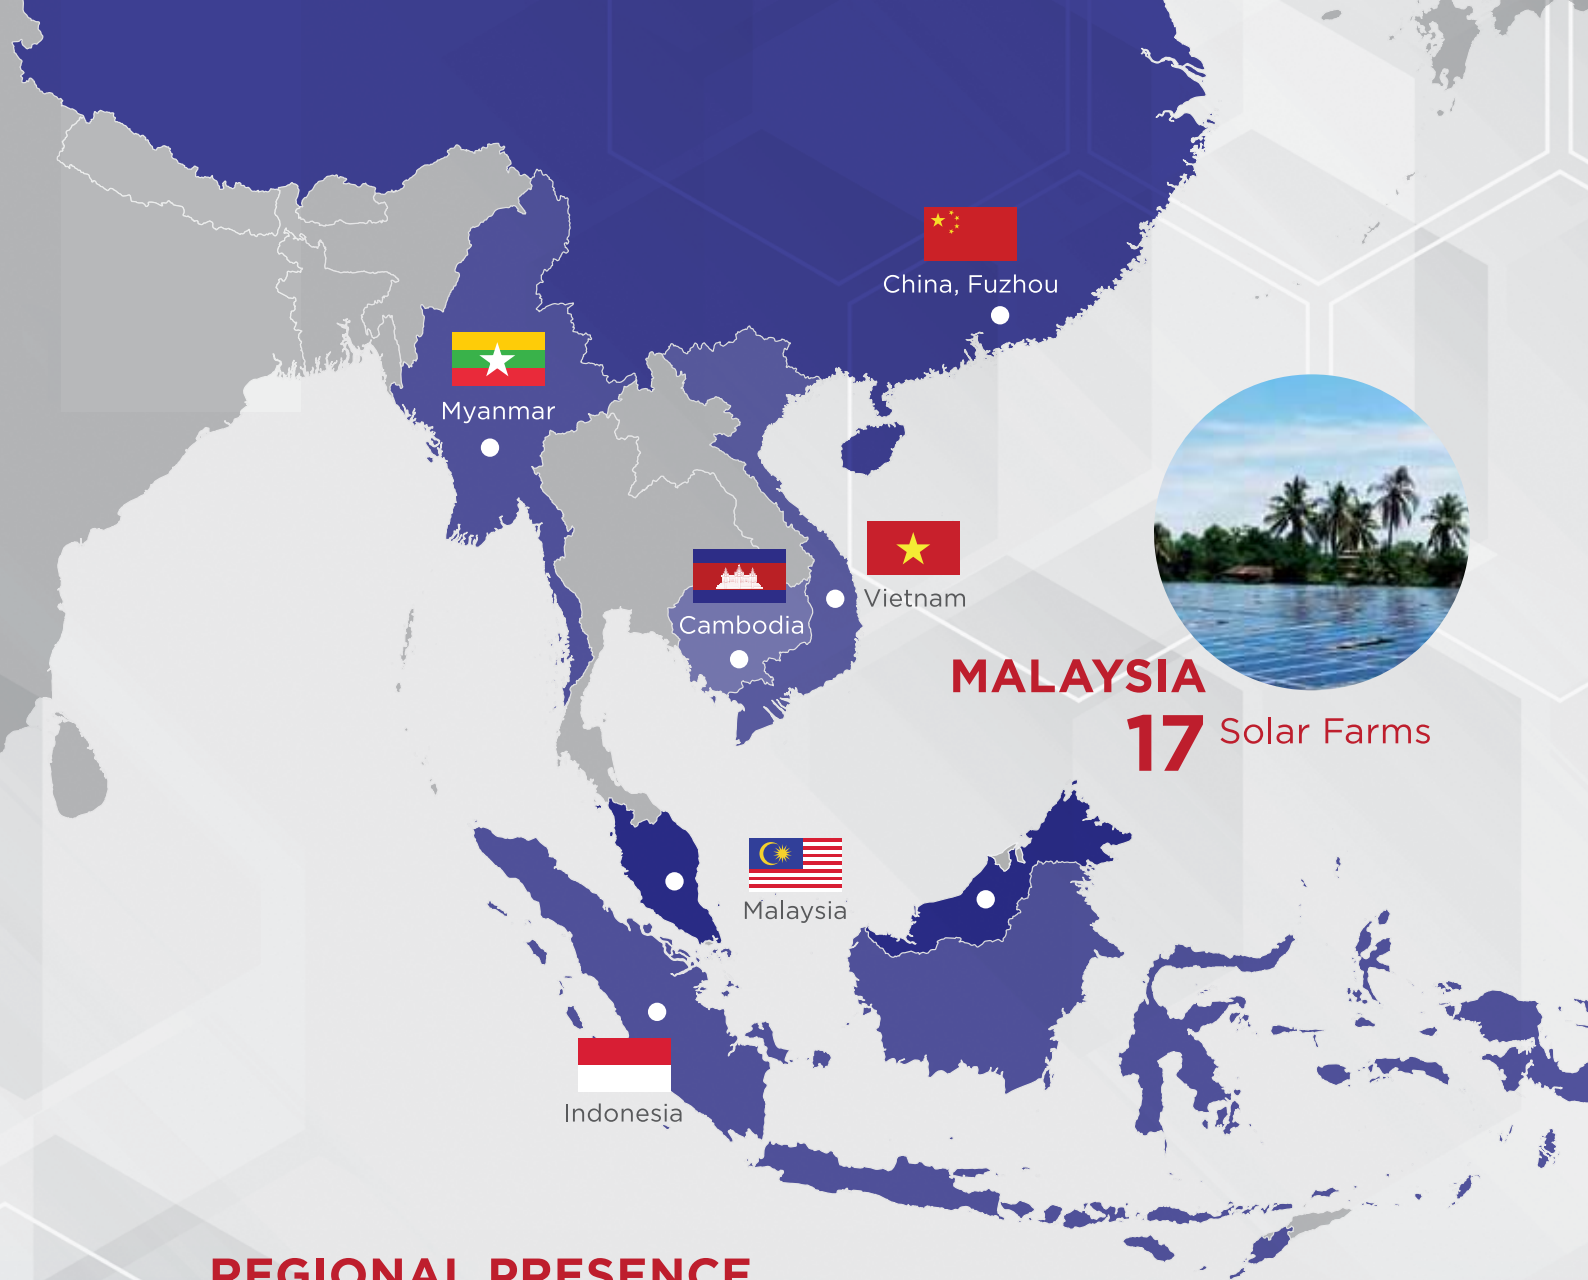 China, Fuzhou
Myanmar
Vietnam
Cambodia
MALAYSIA
17 Solar Farms
Malaysia
Indonesia
REGIONAL PRESENCE